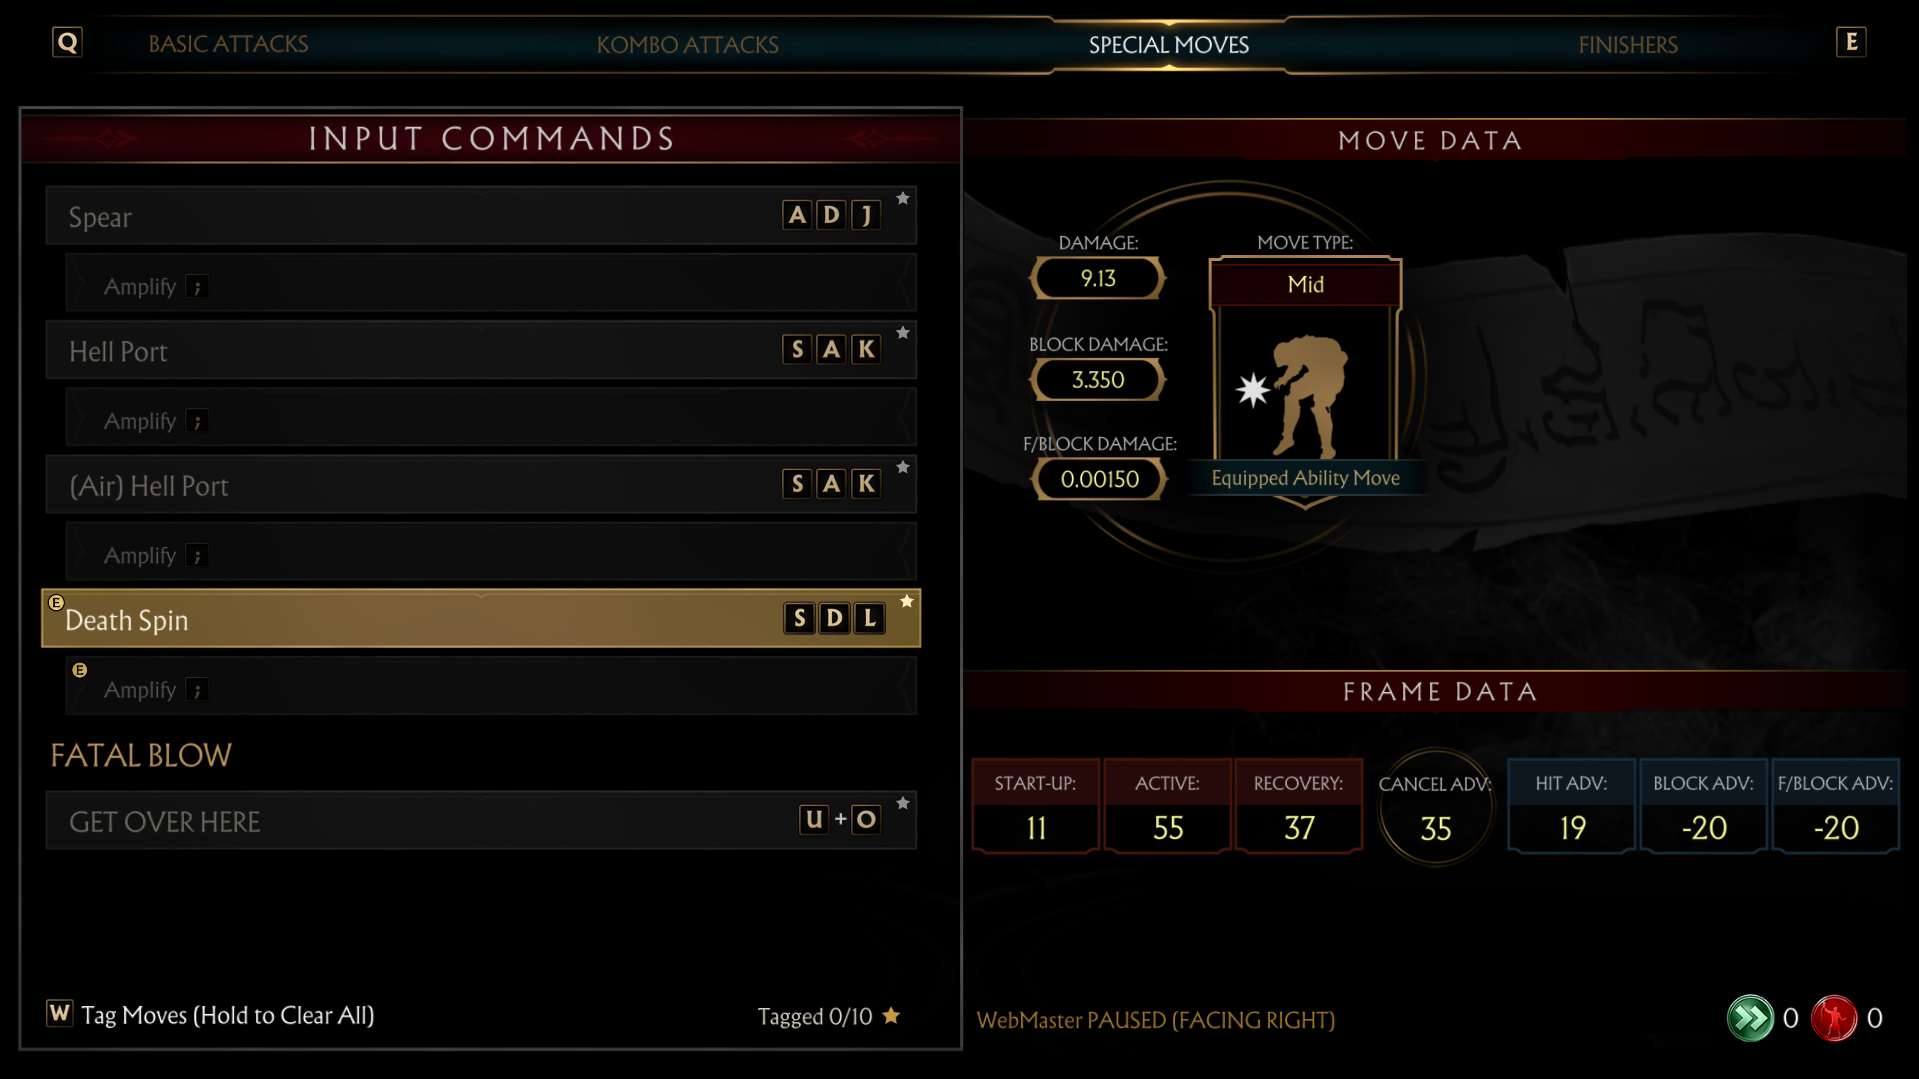 Q BASIC ATTACKS KOMBO ATTACKS SPECIAL MOVES FINISHERS E
INPUT COMMANDS
Spear A D J
Amplify ;
Hell Port S A K
Amplify ;
(Air) Hell Port S A K
Amplify ;
E Death Spin S D L
E
Amplify ;
FATAL BLOW
GET OVER HERE U + O
W Tag Moves (Hold to Clear All) Tagged 0/10
MOVE DATA
DAMAGE:
9.13
BLOCK DAMAGE:
3.350
F/BLOCK DAMAGE:
0.00150
MOVE TYPE:
Mid
Equipped Ability Move
FRAME DATA
START-UP: ACTIVE: RECOVERY: CANCEL ADV: HIT ADV: BLOCK ADV: F/BLOCK ADV:
11 55 37 35 19 -20 -20
WebMaster PAUSED (FACING RIGHT) 0 0